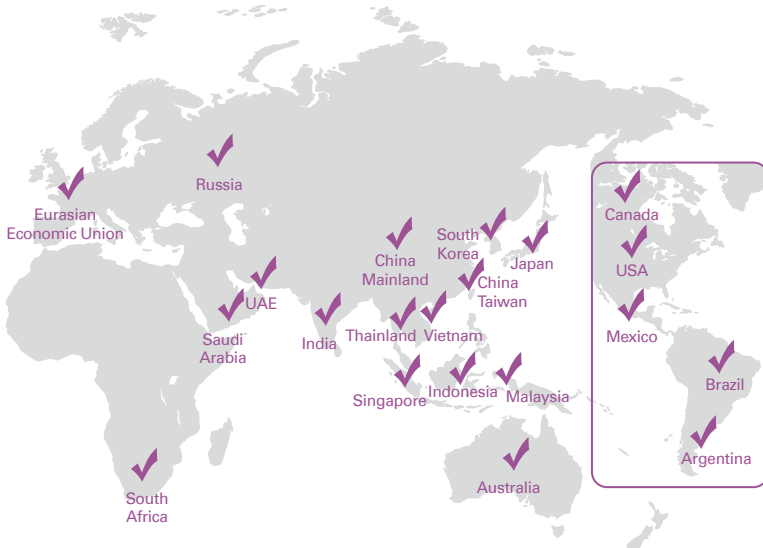 Russia
Eurasian
Economic Union
Canada
South
Korea
Japan
China
Mainland
USA
UAE
China
Taiwan
Saudi
Arabia
India
Thainland
Vietnam
Mexico
Singapore
Indonesia
Malaysia
Brazil
Argentina
Australia
South
Africa